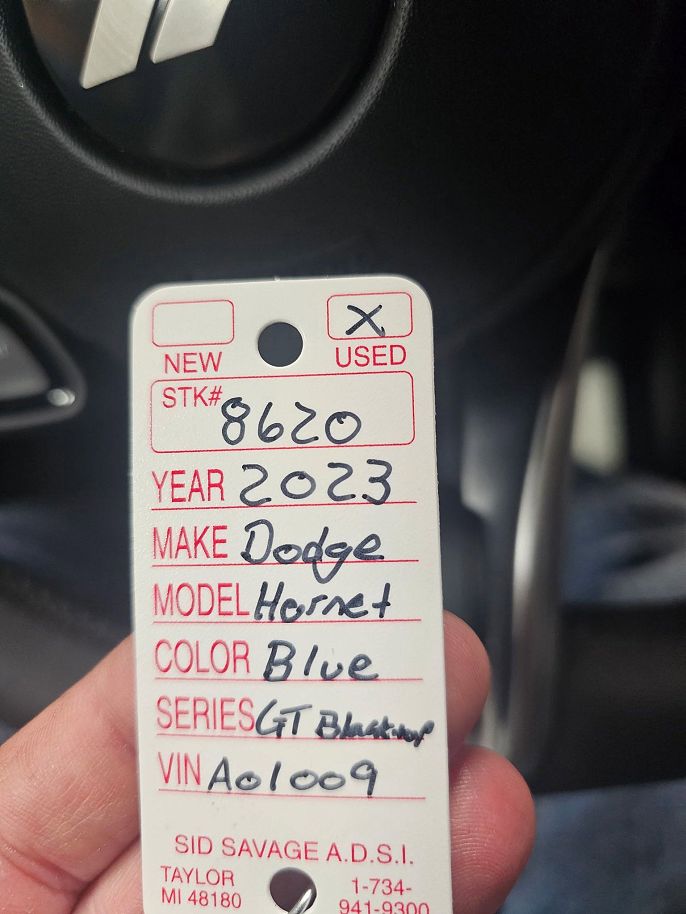 X
NEW USED
STK# 8620
YEAR 2023
MAKE Dodge
MODEL Hornet
COLOR Blue
SERIES GT Blacktop
VIN A01009
SID SAVAGE A.D.S.I.
TAYLOR 1-734-
MI 48180 941-9300